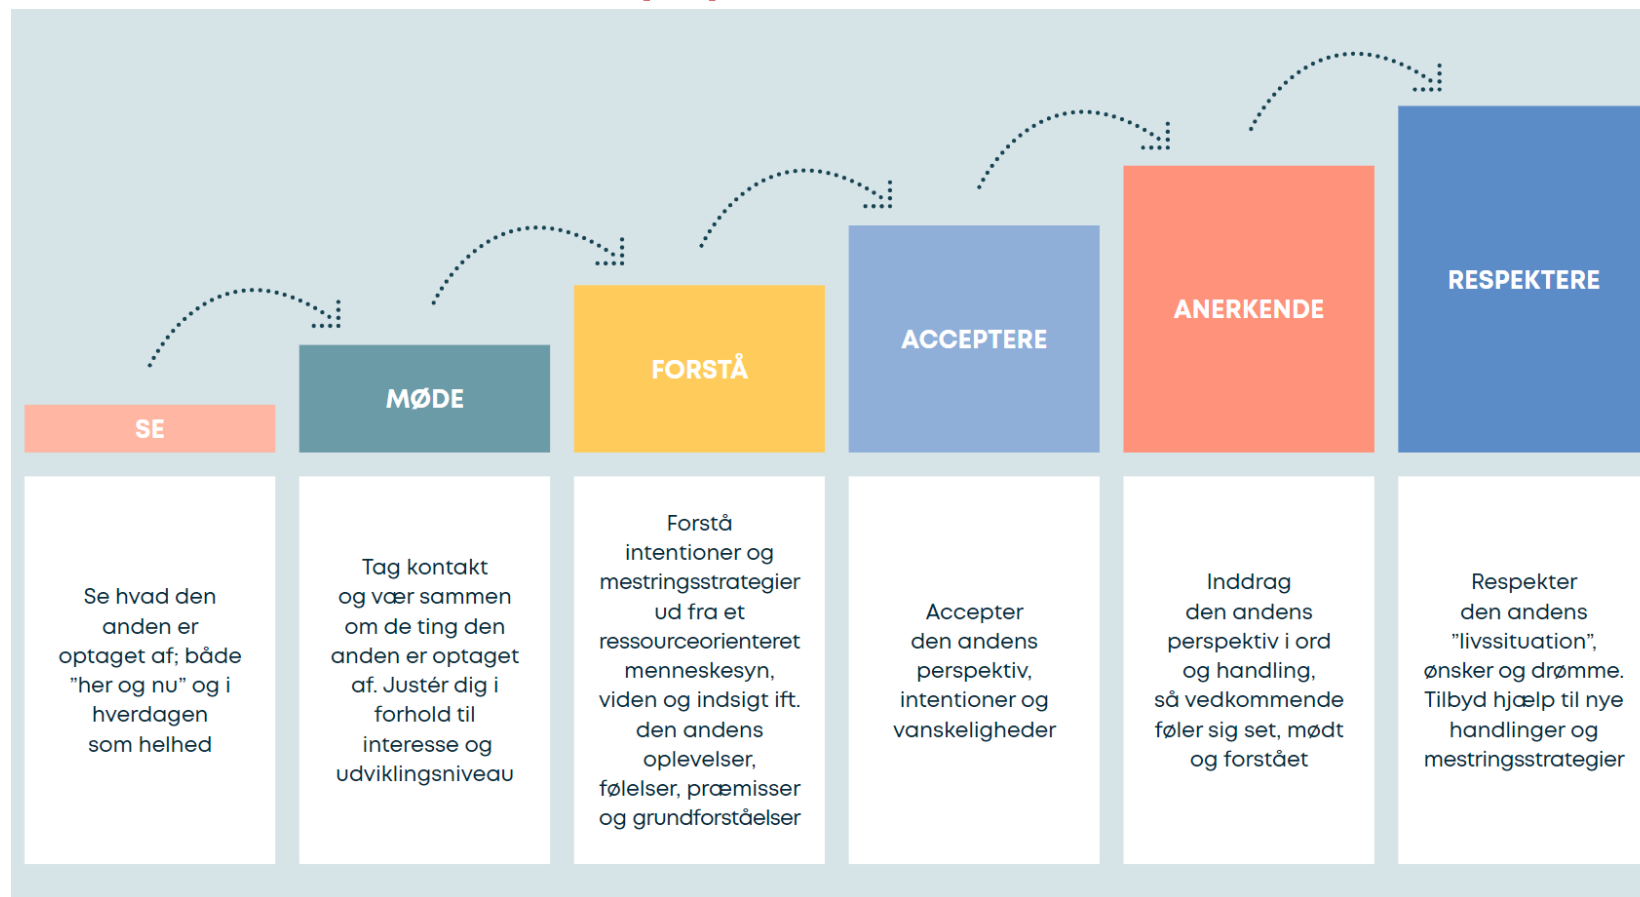 SE
Se hvad den
anden er
optaget af; både
”her og nu” og i
hverdagen
som helhed
MØDE
Tag kontakt
og vær sammen
om de ting den
anden er optaget
af. Justér dig i
forhold til
interesse og
udviklingsniveau
FORSTÅ
Forstå
intentioner og
mestringsstrategier
ud fra et
ressourceorienteret
menneskesyn,
viden og indsigt ift.
den andens
oplevelser,
følelser, præmisser
og grundforståelser
ACCEPTERE
Accepter
den andens
perspektiv,
intentioner og
vanskeligheder
ANERKENDE
Inddrag
den andens
perspektiv i ord
og handling,
så vedkommende
føler sig set, mødt
og forstået
RESPEKTERE
Respekter
den andens
”livssituation”,
ønsker og drømme.
Tilbyd hjælp til nye
handlinger og
mestringsstrategier